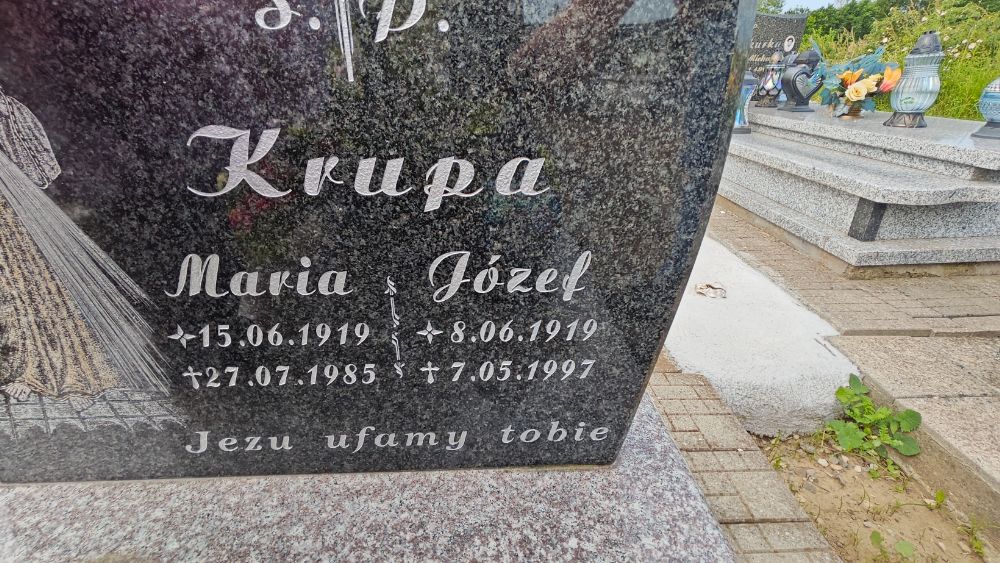 Ś. P.
Krupa
Maria Józef
15.06.1919 8.06.1919
†27.07.1985 † 7.05.1997
Jezu ufamy tobie